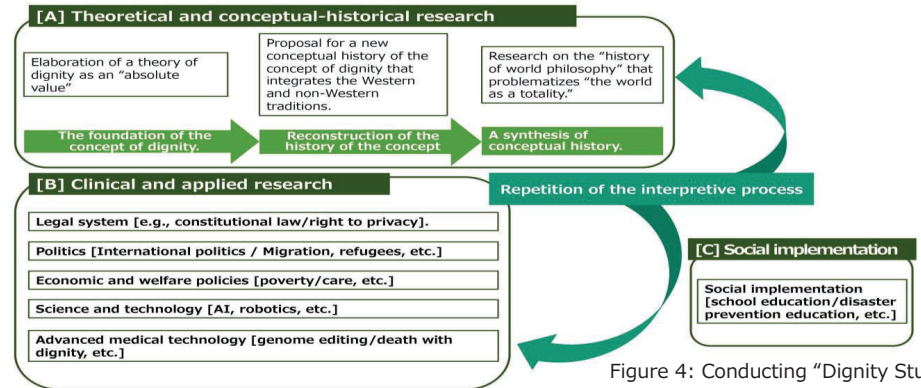 [A] Theoretical and conceptual-historical research
Elaboration of a theory of
dignity as an “absolute
value”
Proposal for a new
conceptual history of the
concept of dignity that
integrates the Western
and non-Western
traditions.
Research on the “history
of world philosophy” that
problematizes “the world
as a totality.”
The foundation of the
concept of dignity.
Reconstruction of the
history of the concept
A synthesis of
conceptual history.
Repetition of the interpretive process
[B] Clinical and applied research
Legal system [e.g., constitutional law/right to privacy].
Politics [International politics / Migration, refugees, etc.]
Economic and welfare policies [poverty/care, etc.]
Science and technology [AI, robotics, etc.]
Advanced medical technology [genome editing/death with
dignity, etc.]
[C] Social implementation
Social implementation
[school education/disaster
prevention education, etc.]
Figure 4: Conducting “Dignity